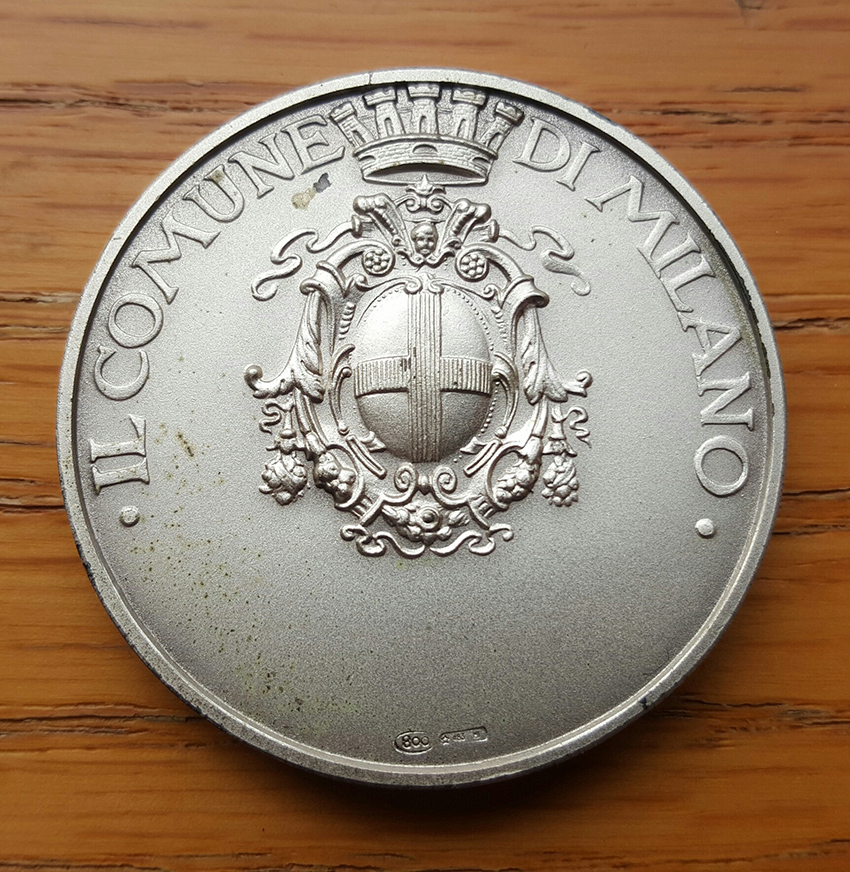 · IL COMUNE DI MILANO ·
800